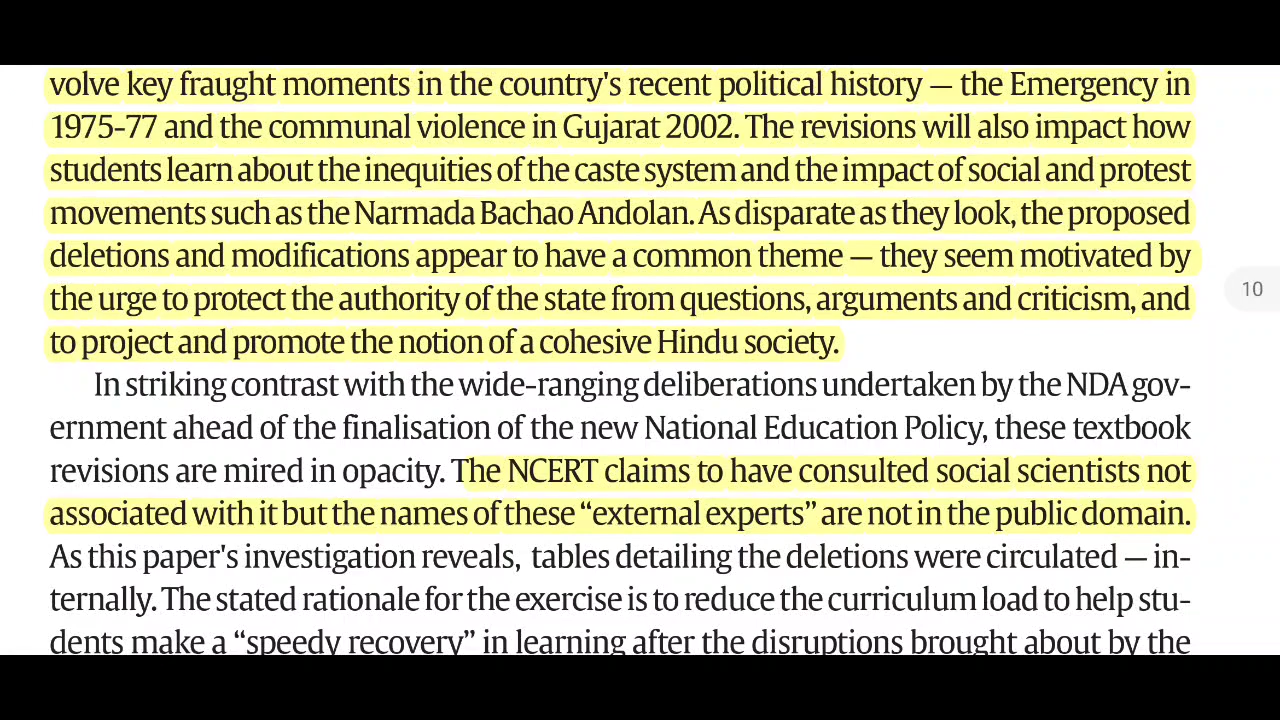 volve key fraught moments in the country's recent political history — the Emergency in
1975-77 and the communal violence in Gujarat 2002. The revisions will also impact how
students learn about the inequities of the caste system and the impact of social and protest
movements such as the Narmada Bachao Andolan. As disparate as they look, the proposed
deletions and modifications appear to have a common theme — they seem motivated by
the urge to protect the authority of the state from questions, arguments and criticism, and
to project and promote the notion of a cohesive Hindu society.
In striking contrast with the wide-ranging deliberations undertaken by the NDA gov-
ernment ahead of the finalisation of the new National Education Policy, these textbook
revisions are mired in opacity. The NCERT claims to have consulted social scientists not
associated with it but the names of these “external experts” are not in the public domain.
As this paper's investigation reveals, tables detailing the deletions were circulated — in-
ternally. The stated rationale for the exercise is to reduce the curriculum load to help stu-
dents make a “speedy recovery” in learning after the disruptions brought about by the
10